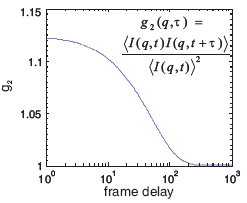 1.15
g₂(q,τ) =
⟨I(q,t)I(q,t+τ)⟩
⟨I(q,t)⟩²
1.1
g₂
1.05
1
10⁰ 10¹ 10² 10³
frame delay